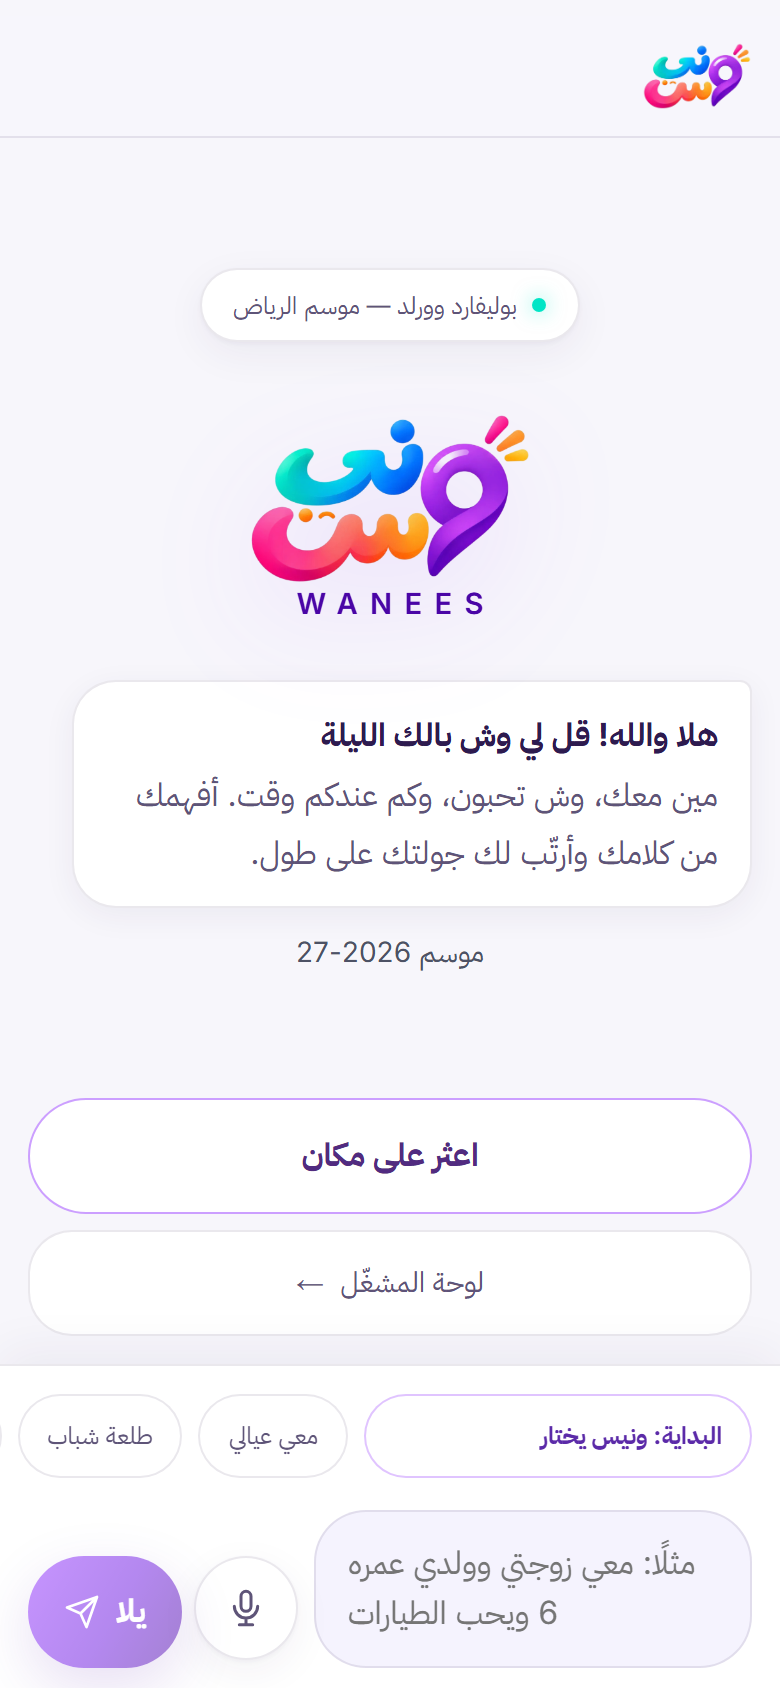 ونيس
بوليفارد وورلد — موسم الرياض
ونيس
WANEES
هلا والله! قل لي وش بالك الليلة
مين معك، وش تحبون، وكم عندكم وقت. أفهمك
من كلامك وأرتّب لك جولتك على طول.
موسم 2026-27
اعثر على مكان
لوحة المشغّل ←
البداية: ونيس يختار
معي عيالي
طلعة شباب
مثلًا: معي زوجتي وولدي عمره
6 ويحب الطيارات
يلا